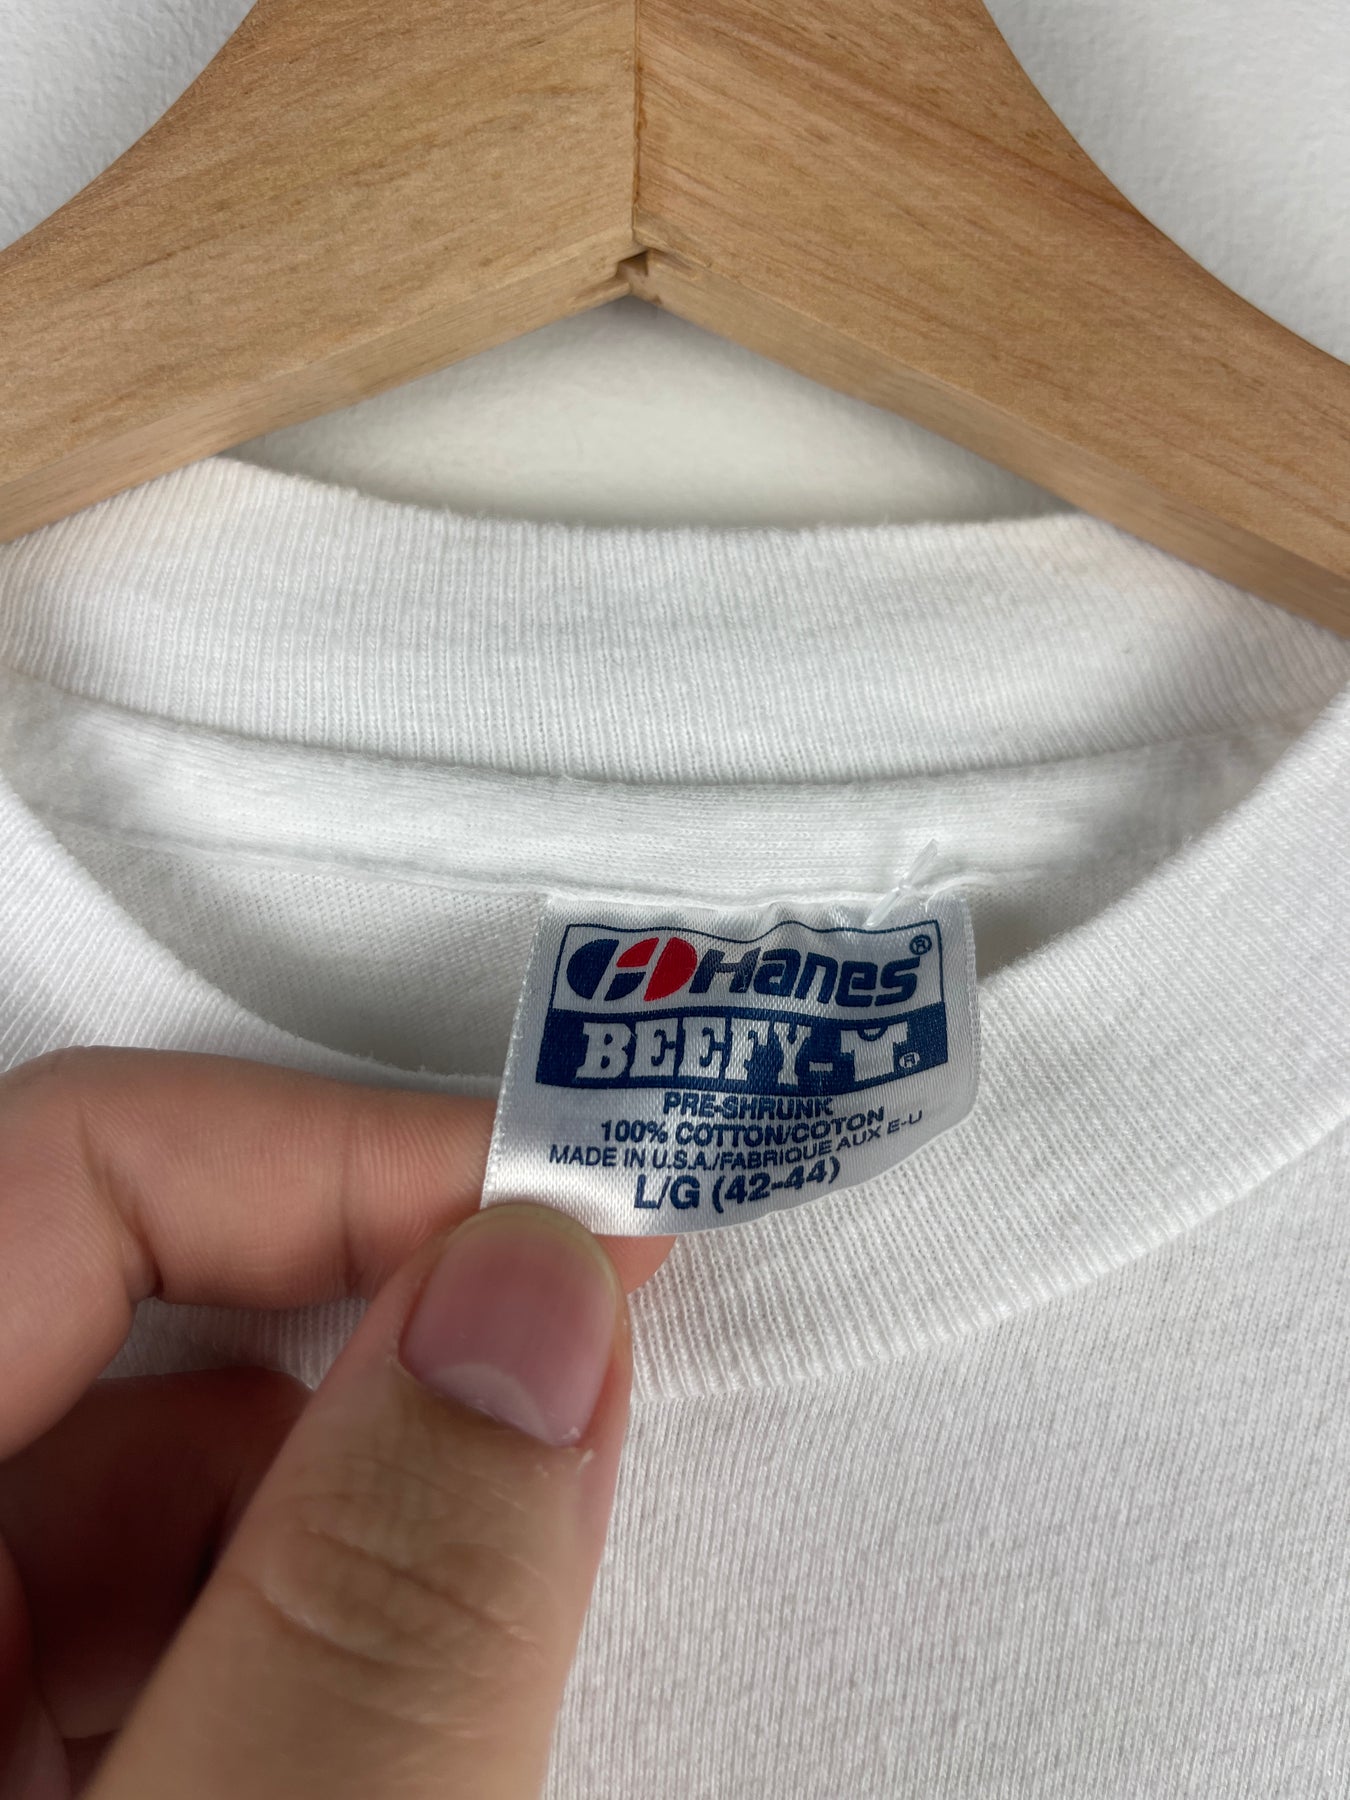 Hanes®
BEEFY-T®
PRE-SHRUNK
100% COTTON/COTON
MADE IN U.S.A./FABRIQUE AUX E-U
L/G (42-44)